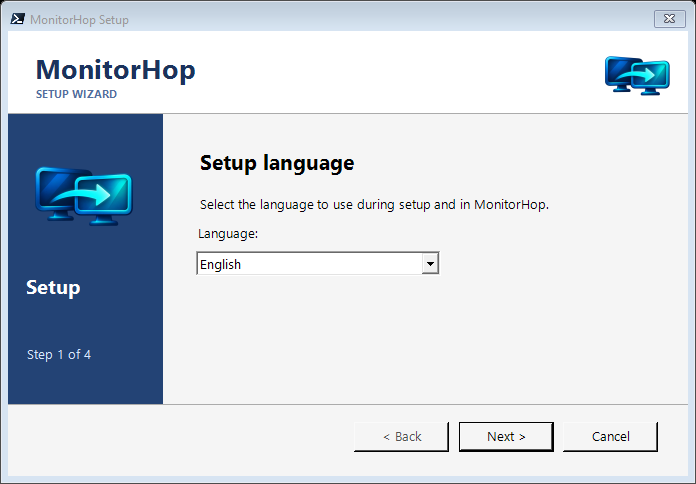 MonitorHop Setup
MonitorHop
SETUP WIZARD
Setup language
Select the language to use during setup and in MonitorHop.
Language:
English
Setup
Step 1 of 4
< Back
Next >
Cancel